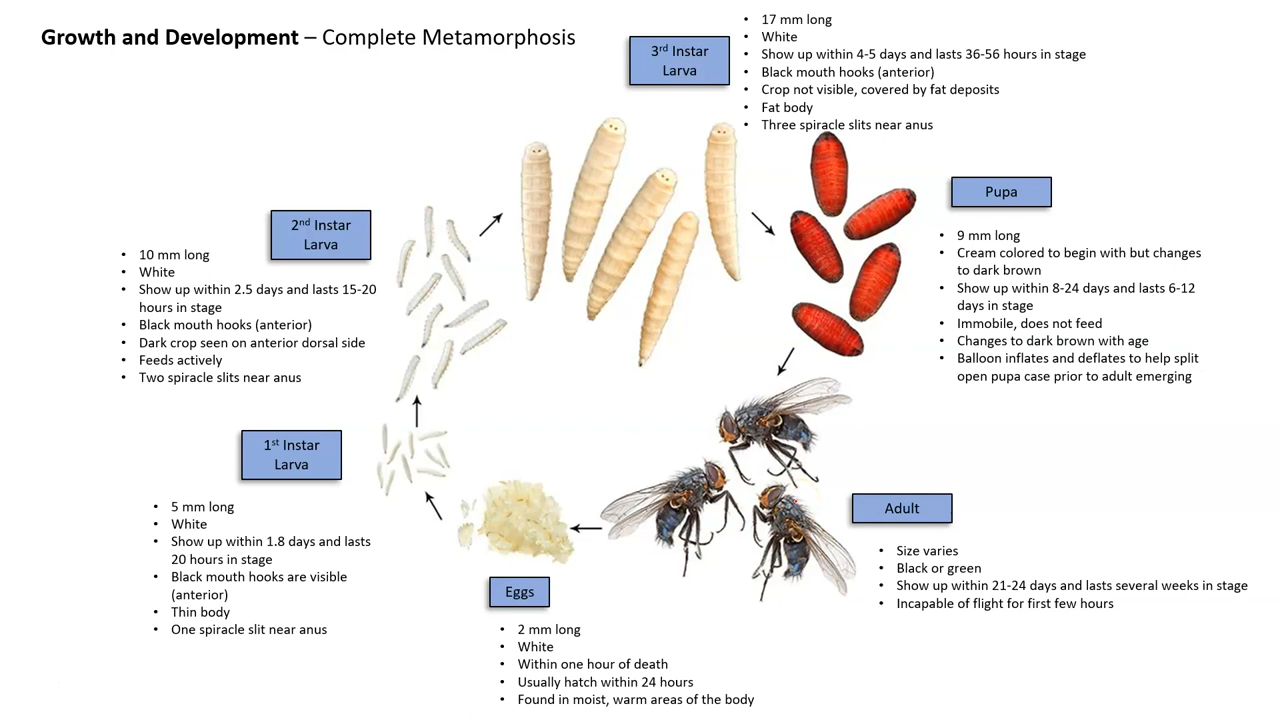 Growth and Development – Complete Metamorphosis
3rd Instar
Larva
• 17 mm long
• White
• Show up within 4-5 days and lasts 36-56 hours in stage
• Black mouth hooks (anterior)
• Crop not visible, covered by fat deposits
• Fat body
• Three spiracle slits near anus
Pupa
• 9 mm long
• Cream colored to begin with but changes
to dark brown
• Show up within 8-24 days and lasts 6-12
days in stage
• Immobile, does not feed
• Changes to dark brown with age
• Balloon inflates and deflates to help split
open pupa case prior to adult emerging
2nd Instar
Larva
• 10 mm long
• White
• Show up within 2.5 days and lasts 15-20
hours in stage
• Black mouth hooks (anterior)
• Dark crop seen on anterior dorsal side
• Feeds actively
• Two spiracle slits near anus
1st Instar
Larva
• 5 mm long
• White
• Show up within 1.8 days and lasts
20 hours in stage
• Black mouth hooks are visible
(anterior)
• Thin body
• One spiracle slit near anus
Adult
• Size varies
• Black or green
• Show up within 21-24 days and lasts several weeks in stage
• Incapable of flight for first few hours
Eggs
• 2 mm long
• White
• Within one hour of death
• Usually hatch within 24 hours
• Found in moist, warm areas of the body